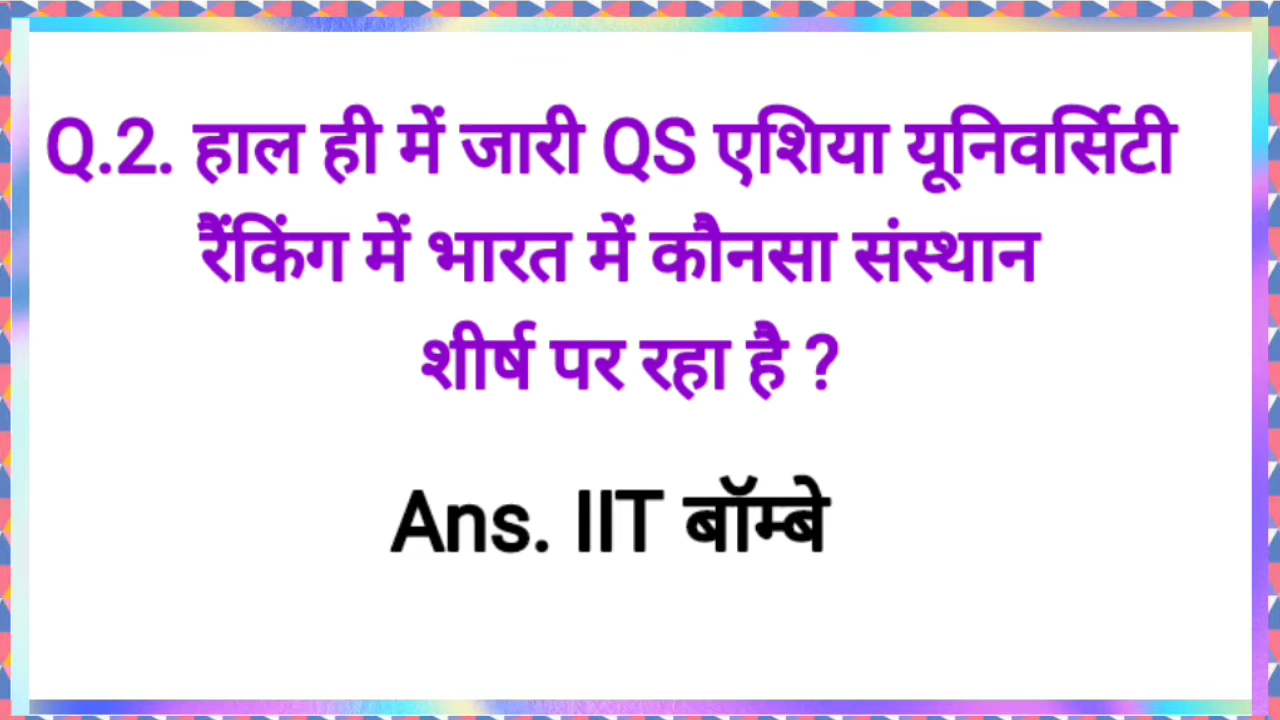 Q.2. हाल ही में जारी QS एशिया यूनिवर्सिटी
रैंकिंग में भारत में कौनसा संस्थान
शीर्ष पर रहा है ?
Ans. IIT बॉम्बे